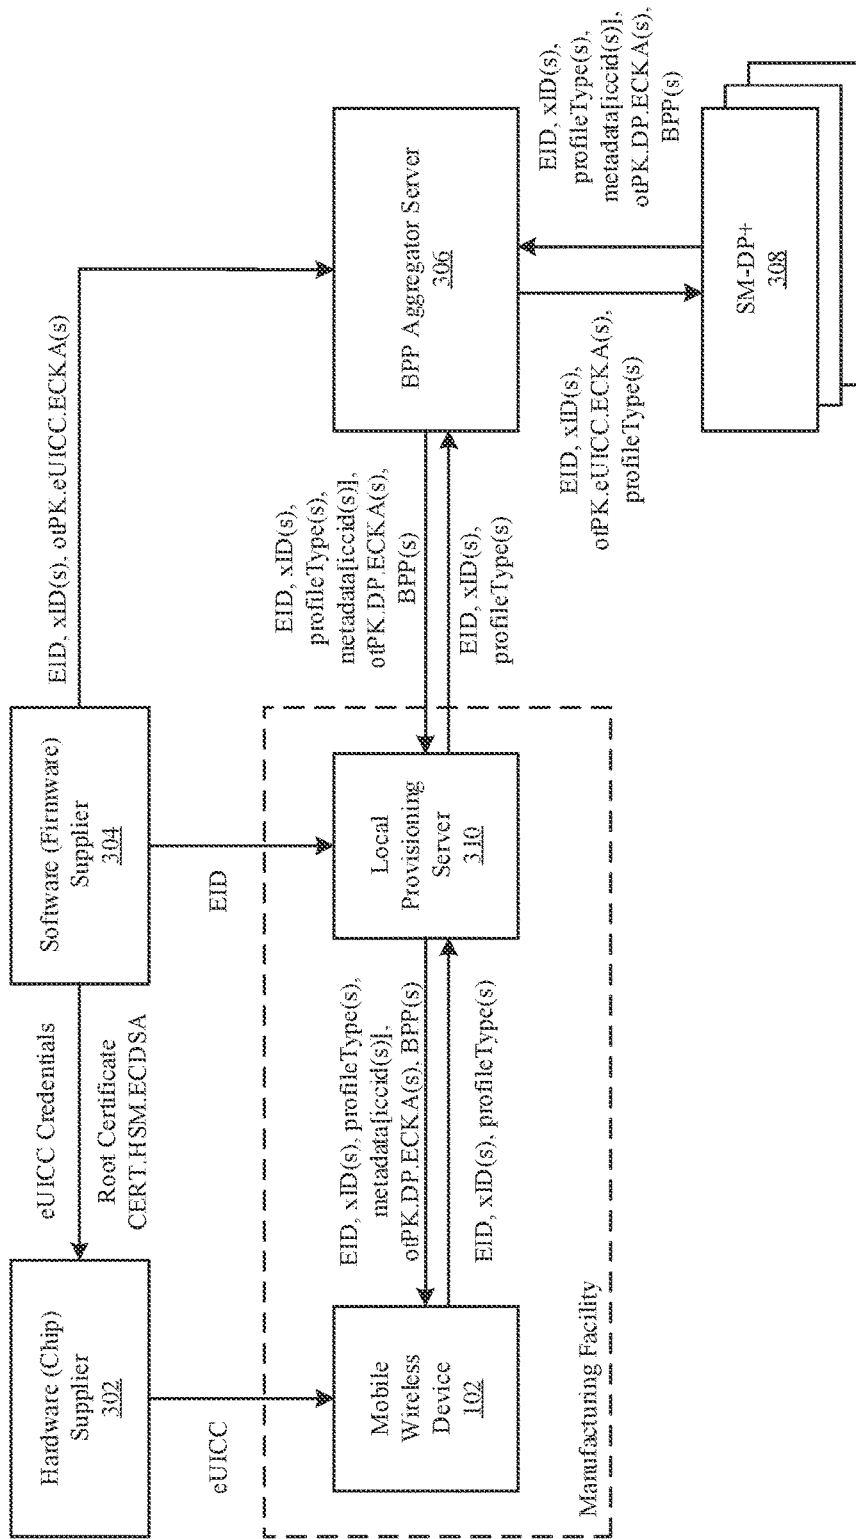 Hardware (Chip)
Supplier
302
eUICC Credentials
Root Certificate
CERT.HSM.ECDSA
Software (Firmware)
Supplier
304
EID, xID(s), otPK.eUICC.ECKA(s)
eUICC
EID
Mobile
Wireless
Device
102
EID, xID(s), profileType(s),
metadata[iccid(s)],
otPK.DP.ECKA(s), BPP(s)
EID, xID(s), profileType(s)
Local
Provisioning
Server
310
Manufacturing Facility
EID, xID(s),
profileType(s),
metadata[iccid(s)],
otPK.DP.ECKA(s),
BPP(s)
EID, xID(s),
profileType(s)
BPP Aggregator Server
306
EID, xID(s),
otPK.eUICC.ECKA(s),
profileType(s)
EID, xID(s),
profileType(s),
metadata[iccid(s)],
otPK.DP.ECKA(s),
BPP(s)
SM-DP+
308